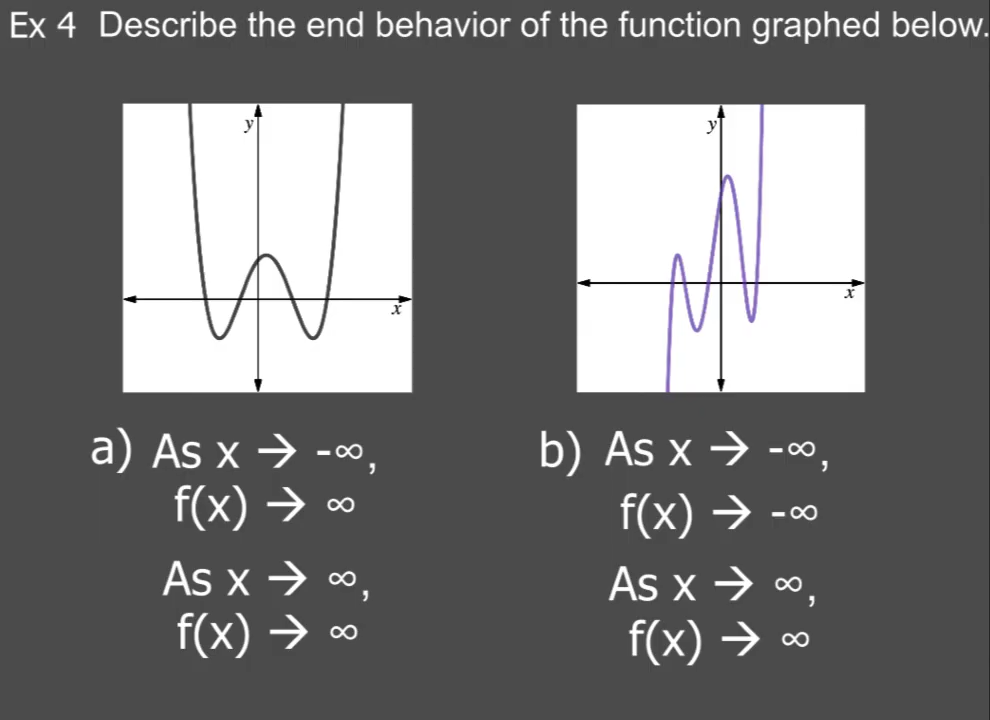 Ex 4 Describe the end behavior of the function graphed below.
y
x
y
x
a) As x → -∞,
f(x) → ∞
As x → ∞,
f(x) → ∞
b) As x → -∞,
f(x) → -∞
As x → ∞,
f(x) → ∞